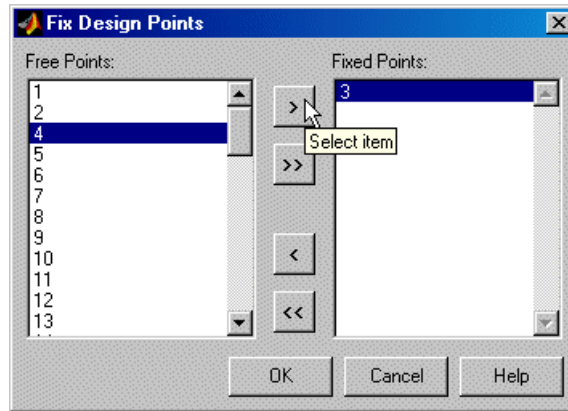 Fix Design Points
Free Points:
Fixed Points:
1
2
4
5
6
7
8
9
10
11
12
13
3
>
Select item
>>
<
<<
OK
Cancel
Help